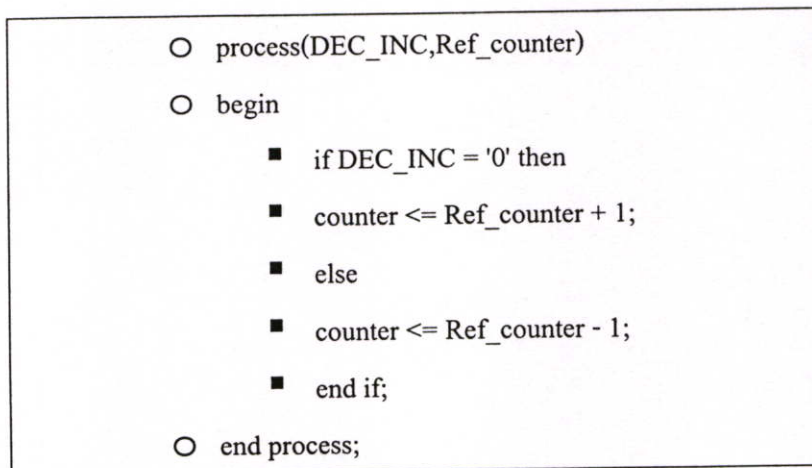 process(DEC_INC,Ref_counter)
begin
if DEC_INC = '0' then
counter <= Ref_counter + 1;
else
counter <= Ref_counter - 1;
end if;
end process;